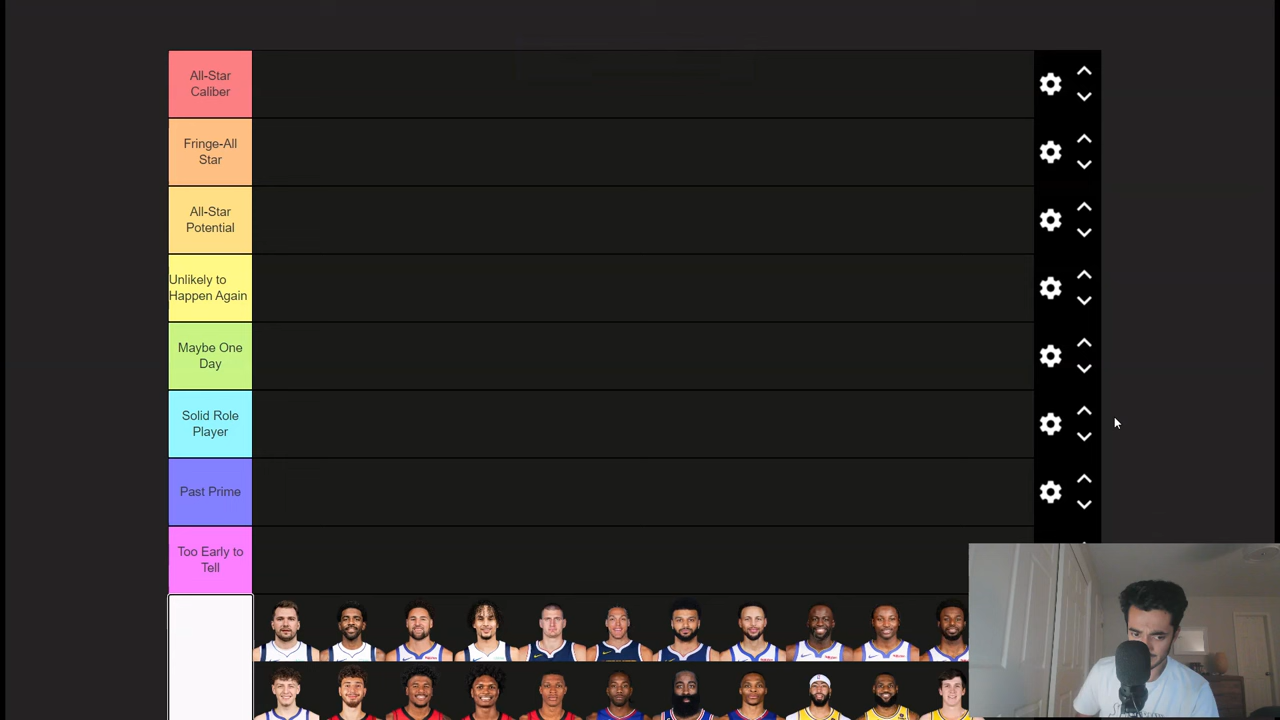 All-Star
Caliber
Fringe-All
Star
All-Star
Potential
Unlikely to
Happen Again
Maybe One
Day
Solid Role
Player
Past Prime
Too Early to
Tell